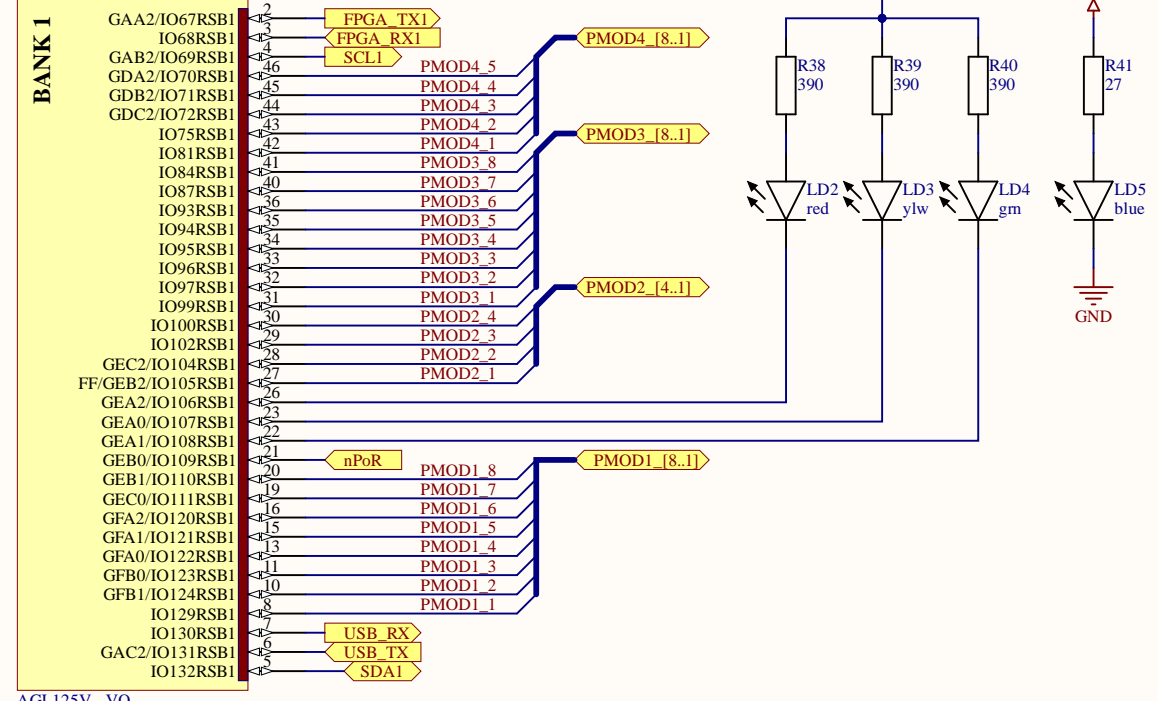 BANK 1
GAA2/IO67RSB1 2 FPGA_TX1
IO68RSB1 3 FPGA_RX1
GAB2/IO69RSB1 4 SCL1
GDA2/IO70RSB1 46 PMOD4_5
GDB2/IO71RSB1 45 PMOD4_4
GDC2/IO72RSB1 44 PMOD4_3
IO75RSB1 43 PMOD4_2
IO81RSB1 42 PMOD4_1
IO84RSB1 41 PMOD3_8
IO87RSB1 40 PMOD3_7
IO93RSB1 36 PMOD3_6
IO94RSB1 35 PMOD3_5
IO95RSB1 34 PMOD3_4
IO96RSB1 33 PMOD3_3
IO97RSB1 32 PMOD3_2
IO99RSB1 31 PMOD3_1
IO100RSB1 30 PMOD2_4
IO102RSB1 29 PMOD2_3
GEC2/IO104RSB1 28 PMOD2_2
FF/GEB2/IO105RSB1 27 PMOD2_1
GEA2/IO106RSB1 26
GEA0/IO107RSB1 23
GEA1/IO108RSB1 22
GEB0/IO109RSB1 21 nPoR
GEB1/IO110RSB1 20 PMOD1_8
GEC0/IO111RSB1 19 PMOD1_7
GFA2/IO120RSB1 16 PMOD1_6
GFA1/IO121RSB1 15 PMOD1_5
GFA0/IO122RSB1 13 PMOD1_4
GFB0/IO123RSB1 11 PMOD1_3
GFB1/IO124RSB1 10 PMOD1_2
IO129RSB1 8 PMOD1_1
IO130RSB1 7 USB_RX
GAC2/IO131RSB1 6 USB_TX
IO132RSB1 5 SDA1
PMOD4_[8..1]
PMOD3_[8..1]
PMOD2_[4..1]
PMOD1_[8..1]
R38
390
R39
390
R40
390
R41
27
LD2
red
LD3
ylw
LD4
grn
LD5
blue
GND